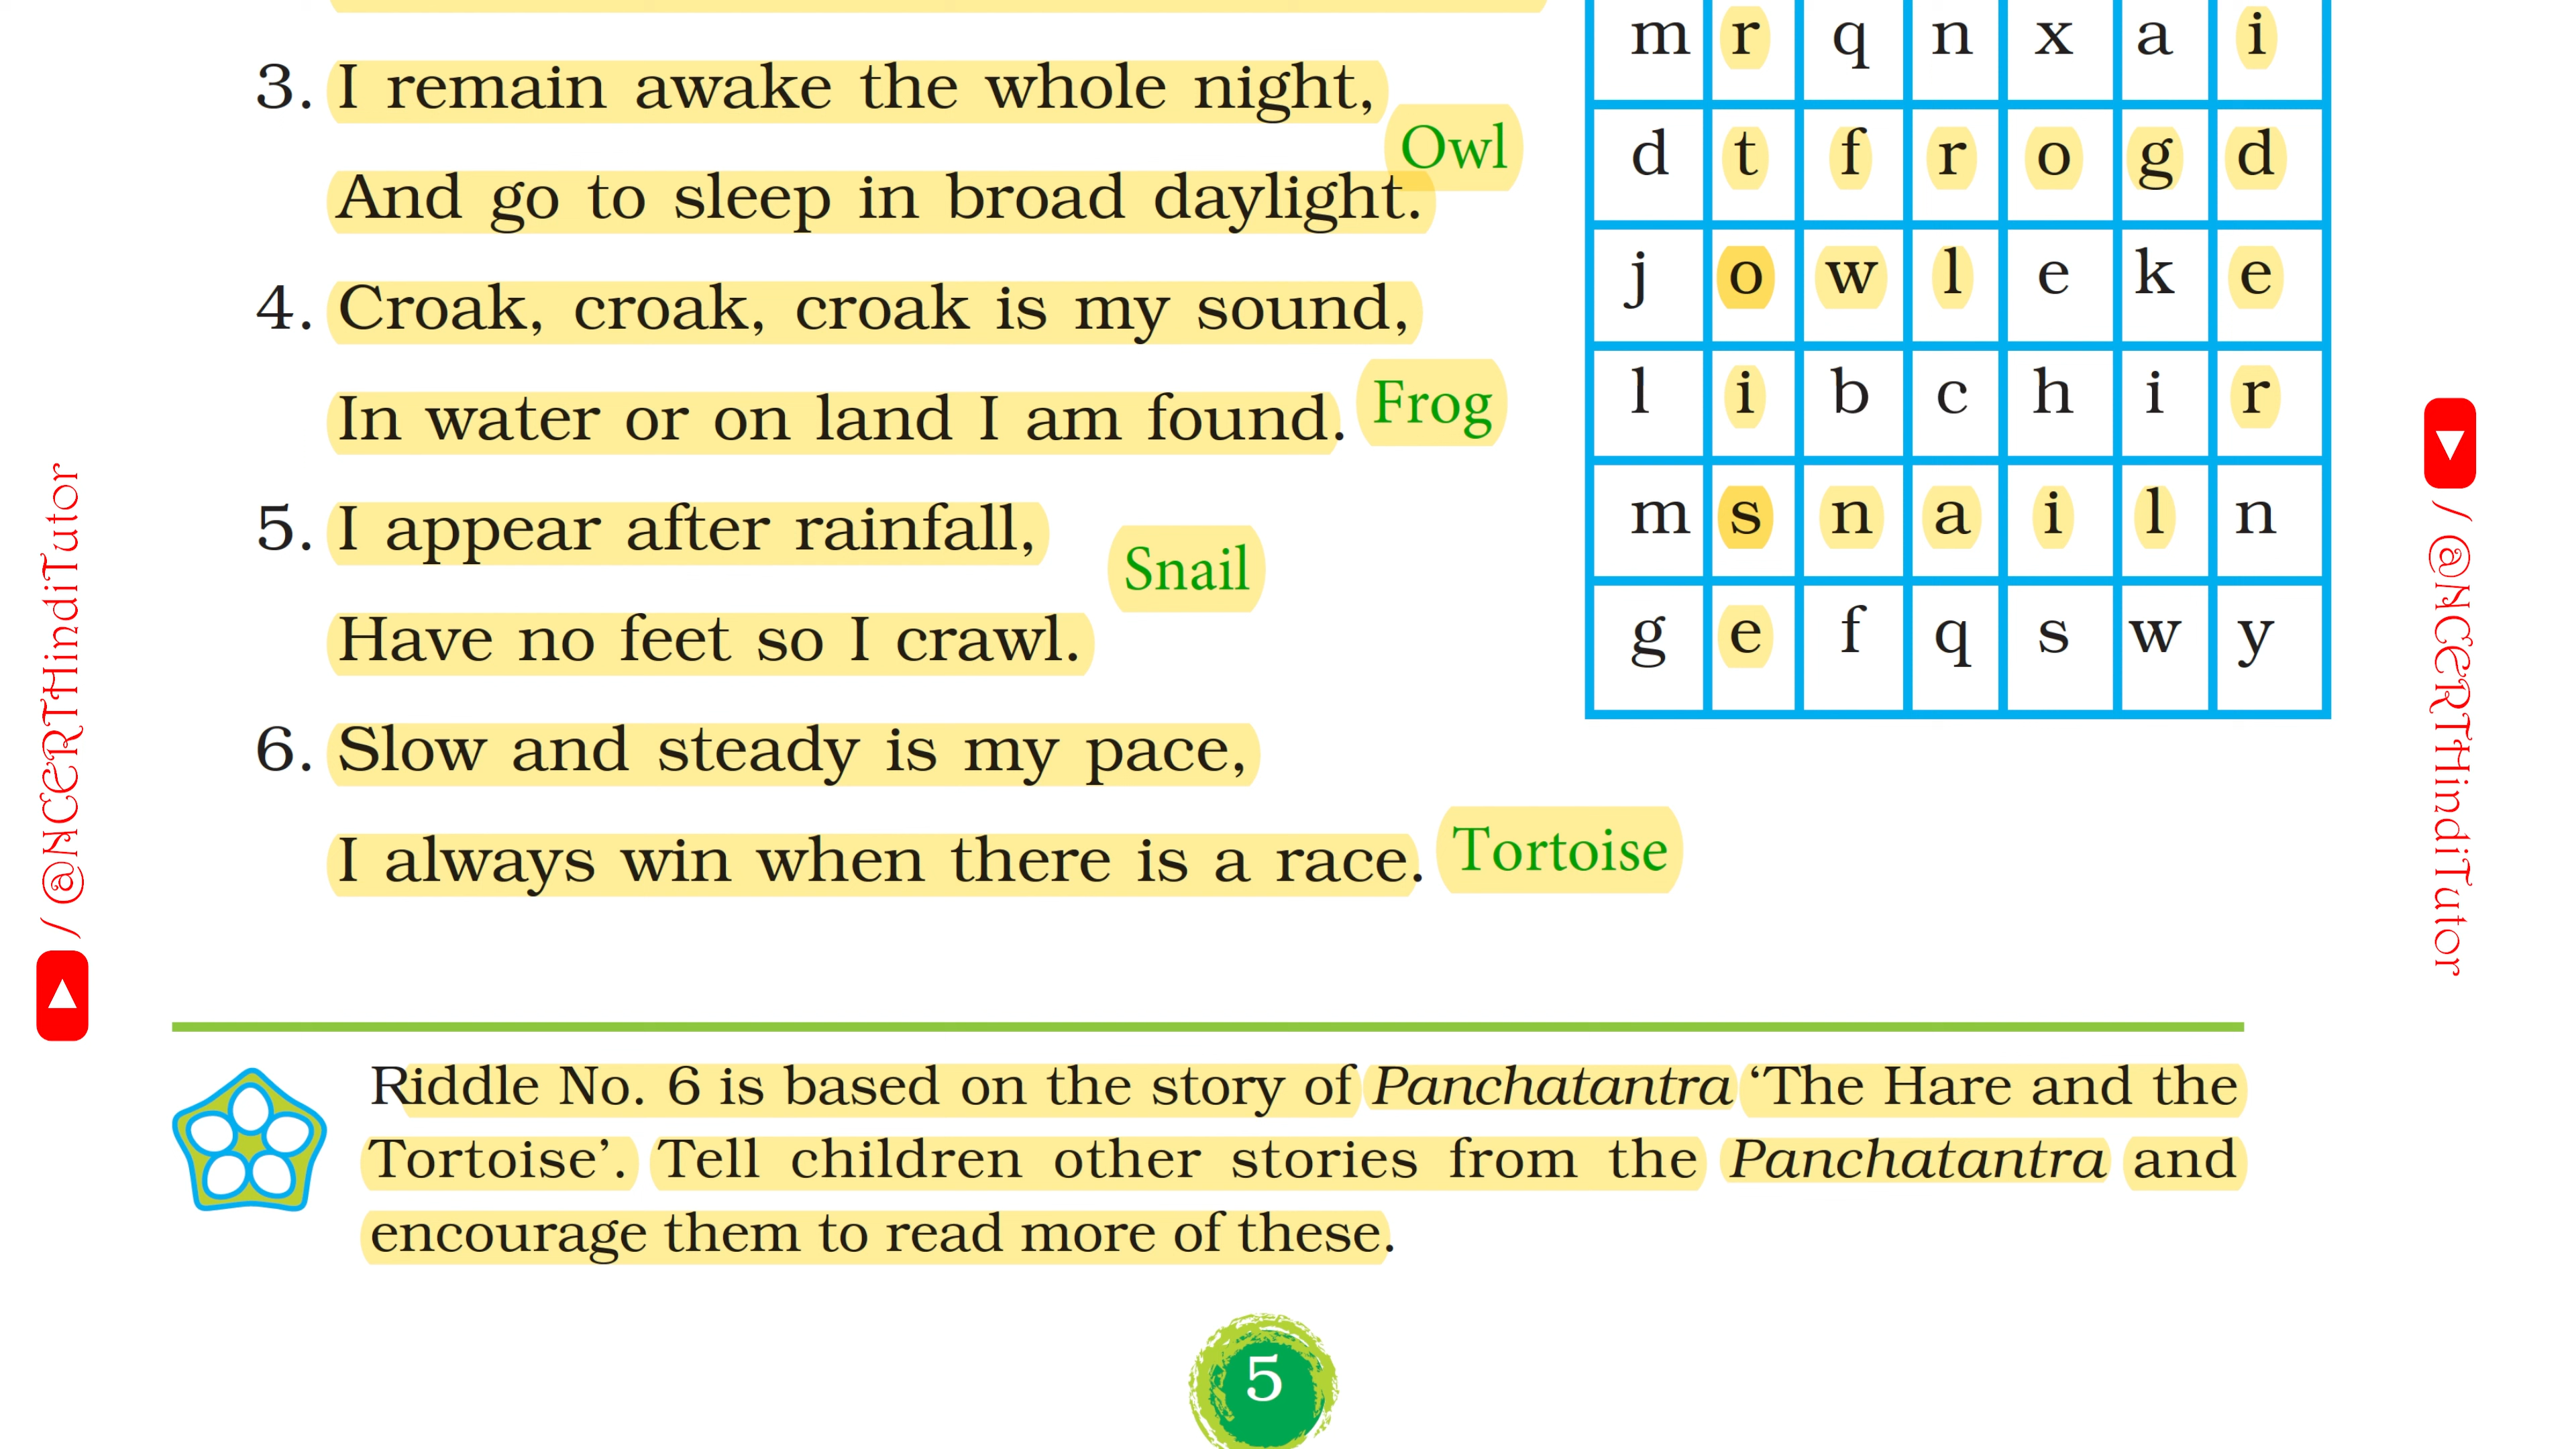 3. I remain awake the whole night,
Owl
And go to sleep in broad daylight.
4. Croak, croak, croak is my sound,
In water or on land I am found. Frog
5. I appear after rainfall,
Snail
Have no feet so I crawl.
6. Slow and steady is my pace,
I always win when there is a race. Tortoise
m r q n x a i
d t f r o g d
j o w l e k e
l i b c h i r
m s n a i l n
g e f q s w y
Riddle No. 6 is based on the story of Panchatantra ‘The Hare and the
Tortoise’. Tell children other stories from the Panchatantra and
encourage them to read more of these.
5
/ @NCERTHindiTutor
/ @NCERTHindiTutor